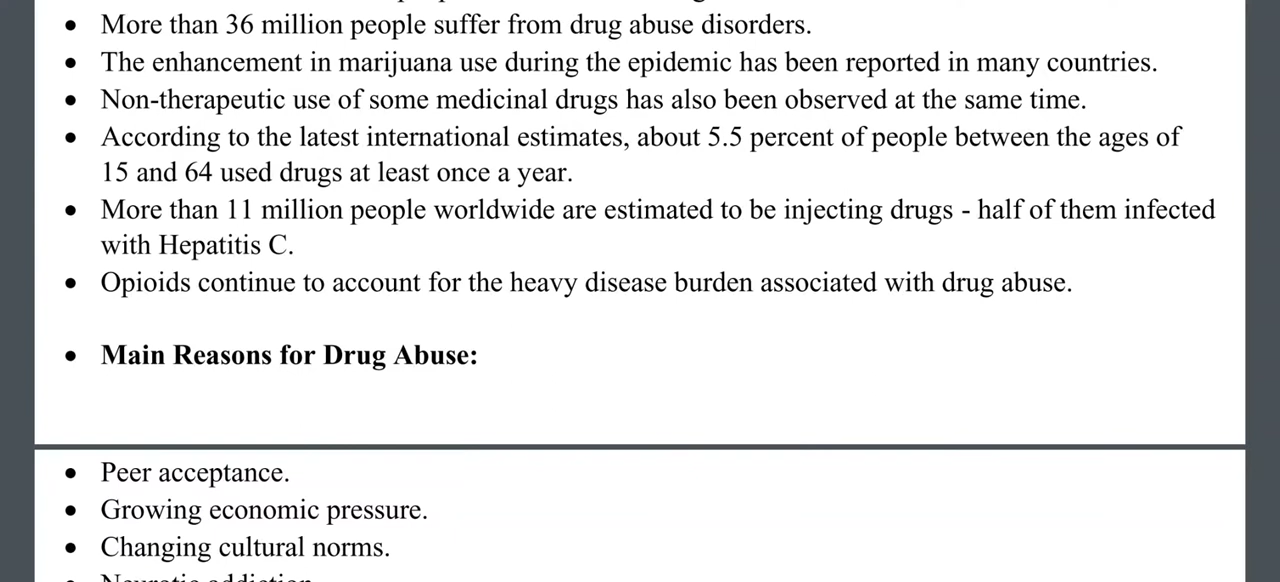 • More than 36 million people suffer from drug abuse disorders.
• The enhancement in marijuana use during the epidemic has been reported in many countries.
• Non-therapeutic use of some medicinal drugs has also been observed at the same time.
• According to the latest international estimates, about 5.5 percent of people between the ages of
15 and 64 used drugs at least once a year.
• More than 11 million people worldwide are estimated to be injecting drugs - half of them infected
with Hepatitis C.
• Opioids continue to account for the heavy disease burden associated with drug abuse.
• Main Reasons for Drug Abuse:
• Peer acceptance.
• Growing economic pressure.
• Changing cultural norms.